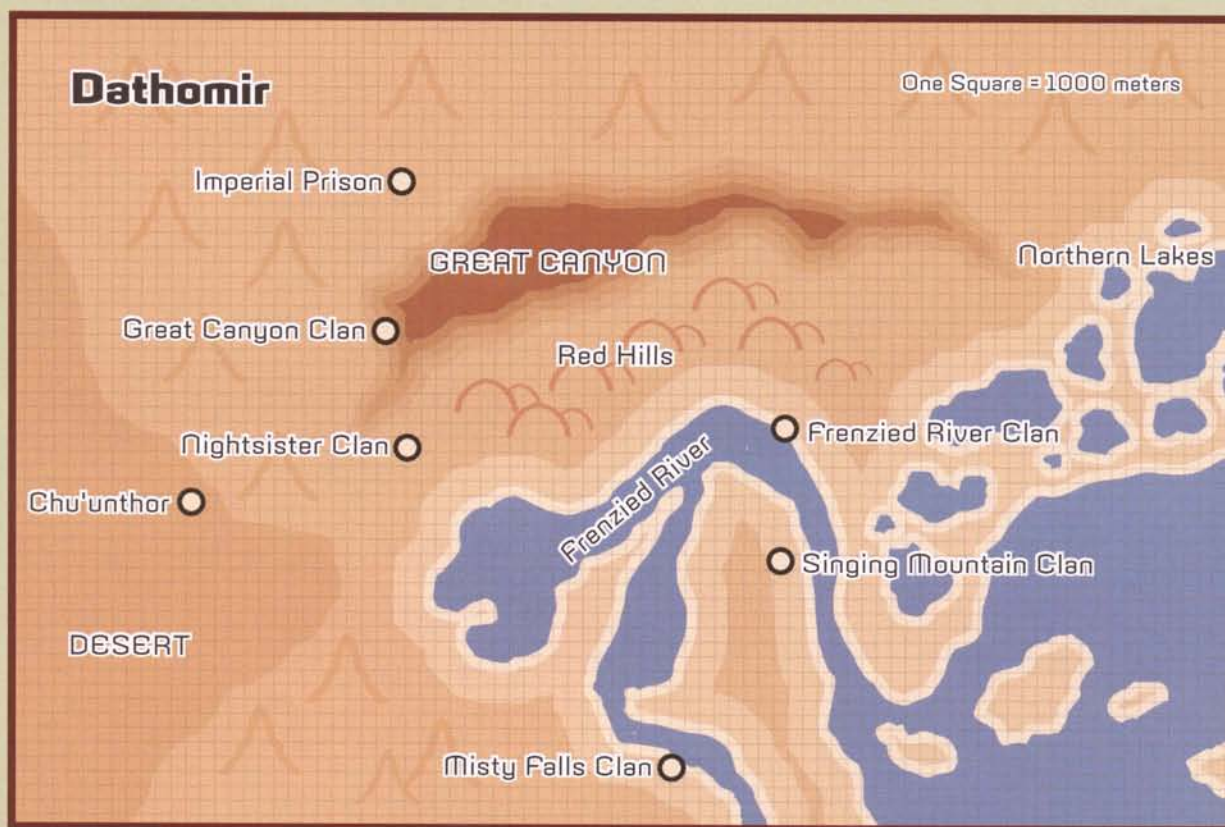 Dathomir
One Square = 1000 meters
Imperial Prison
GREAT CANYON
Northern Lakes
Great Canyon Clan
Red Hills
Nightsister Clan
Frenzied River Clan
Chu'unthor
Frenzied River
Singing Mountain Clan
DESERT
Misty Falls Clan